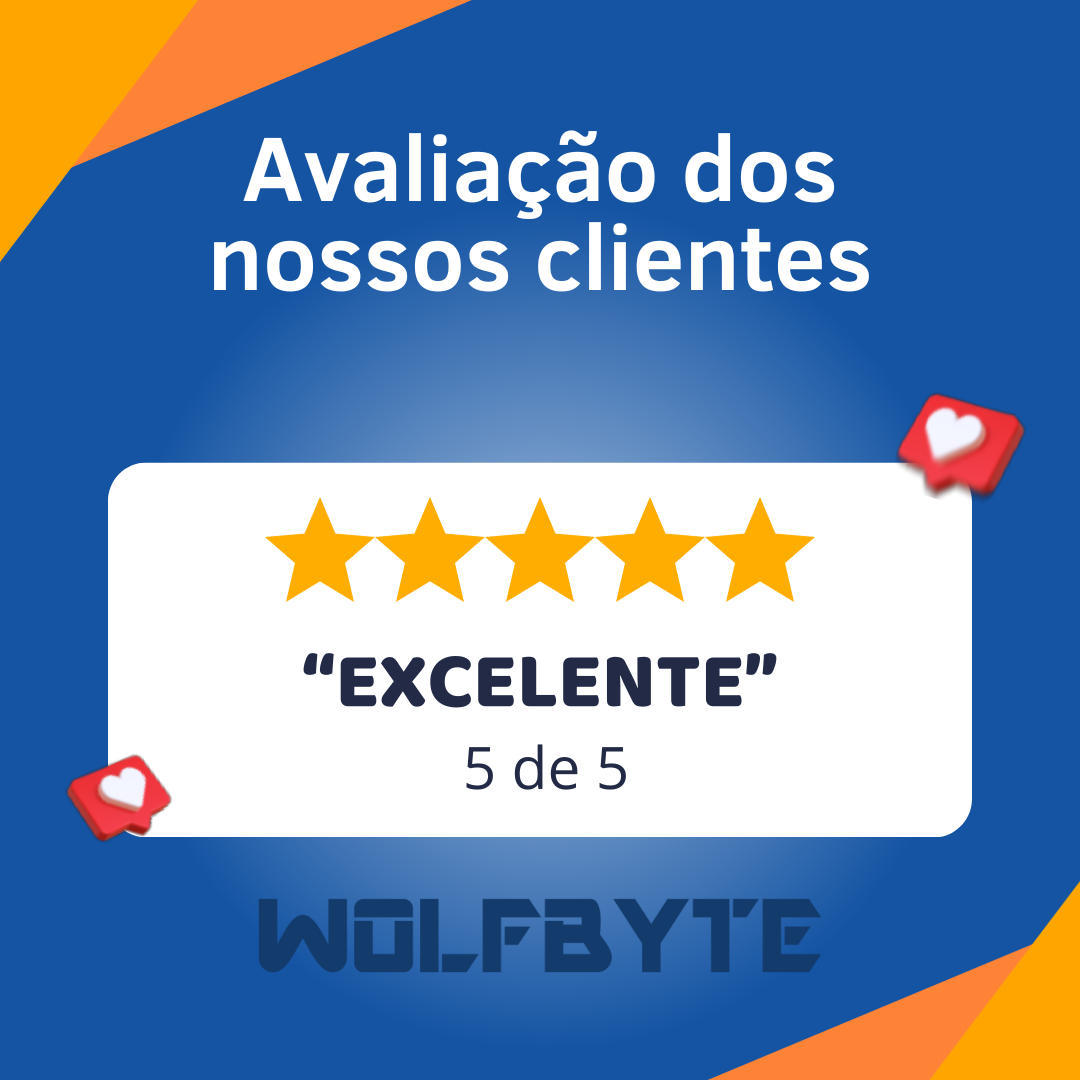 Avaliação dos
nossos clientes
“EXCELENTE”
5 de 5
WOLFBYTE